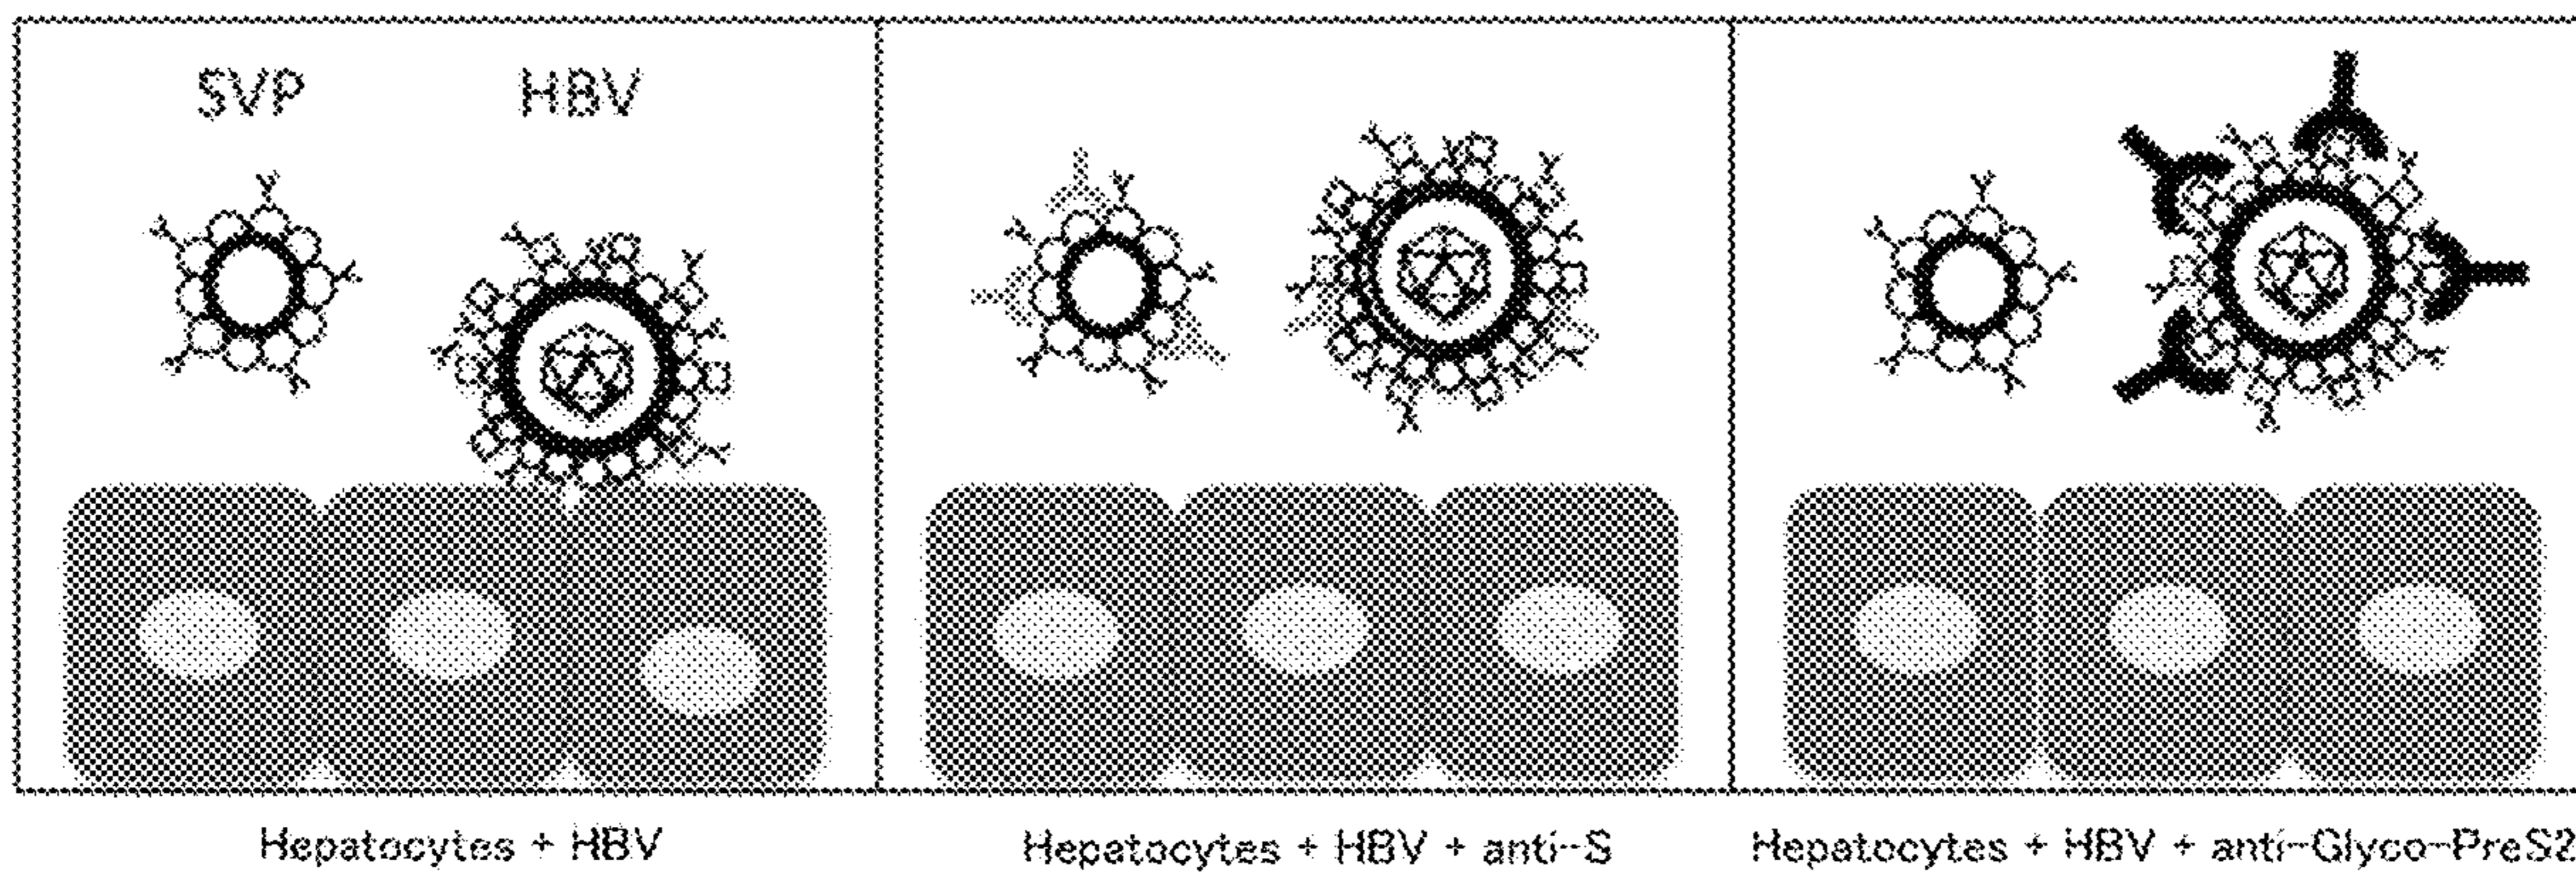 SVP HBV
Hepatocytes + HBV
Hepatocytes + HBV + anti-S
Hepatocytes + HBV + anti-Glyco-PreS2